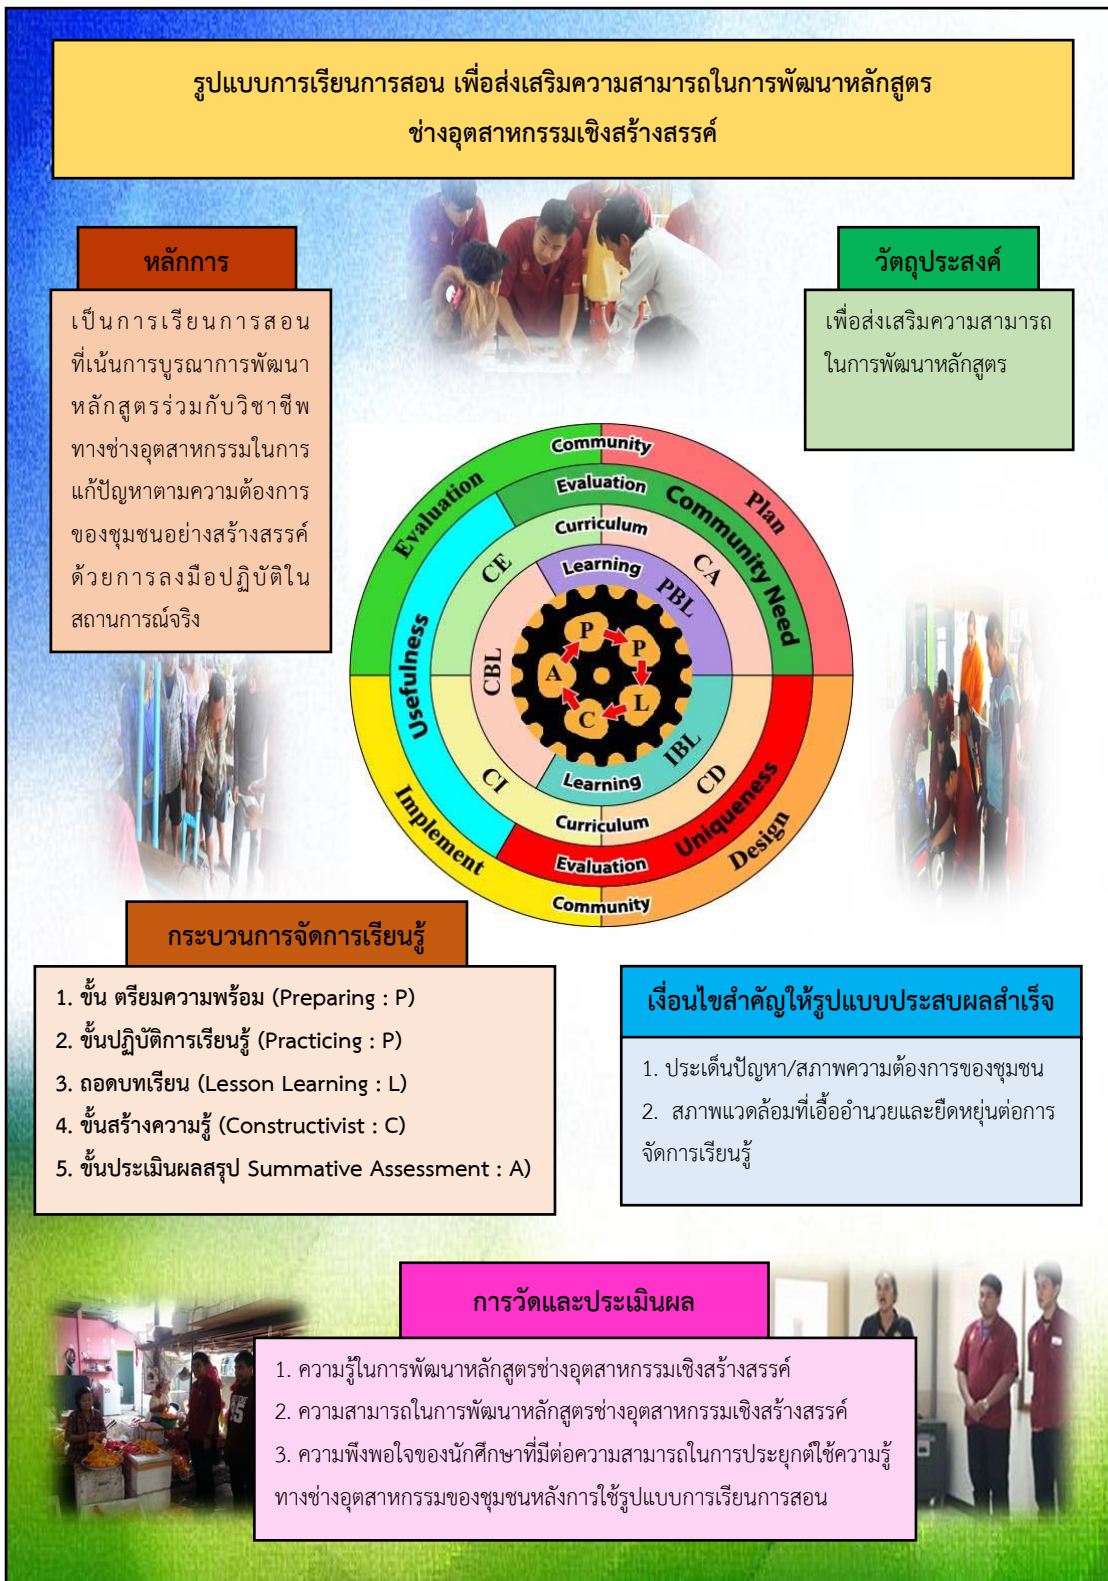 รูปแบบการเรียนการสอน เพื่อส่งเสริมความสามารถในการพัฒนาหลักสูตร
ช่างอุตสาหกรรมเชิงสร้างสรรค์
หลักการ
เป็นการเรียนการสอน
ที่เน้นการบูรณาการพัฒนา
หลักสูตรร่วมกับวิชาชีพ
ทางช่างอุตสาหกรรมในการ
แก้ปัญหาตามความต้องการ
ของชุมชนอย่างสร้างสรรค์
ด้วยการลงมือปฏิบัติใน
สถานการณ์จริง
วัตถุประสงค์
เพื่อส่งเสริมความสามารถ
ในการพัฒนาหลักสูตร
Community
Evaluation
Plan
Evaluation
Community Need
Curriculum
CE
CA
Learning
PBL
Usefulness
CBL
P
P
A
L
C
IBL
Learning
CI
CD
Curriculum
Uniqueness
Evaluation
Implement
Design
Community
กระบวนการจัดการเรียนรู้
1. ขั้น ตรียมความพร้อม (Preparing : P)
2. ขั้นปฏิบัติการเรียนรู้ (Practicing : P)
3. ถอดบทเรียน (Lesson Learning : L)
4. ขั้นสร้างความรู้ (Constructivist : C)
5. ขั้นประเมินผลสรุป Summative Assessment : A)
เงื่อนไขสำคัญให้รูปแบบประสบผลสำเร็จ
1. ประเด็นปัญหา/สภาพความต้องการของชุมชน
2. สภาพแวดล้อมที่เอื้ออำนวยและยืดหยุ่นต่อการ
จัดการเรียนรู้
การวัดและประเมินผล
1. ความรู้ในการพัฒนาหลักสูตรช่างอุตสาหกรรมเชิงสร้างสรรค์
2. ความสามารถในการพัฒนาหลักสูตรช่างอุตสาหกรรมเชิงสร้างสรรค์
3. ความพึงพอใจของนักศึกษาที่มีต่อความสามารถในการประยุกต์ใช้ความรู้
ทางช่างอุตสาหกรรมของชุมชนหลังการใช้รูปแบบการเรียนการสอน